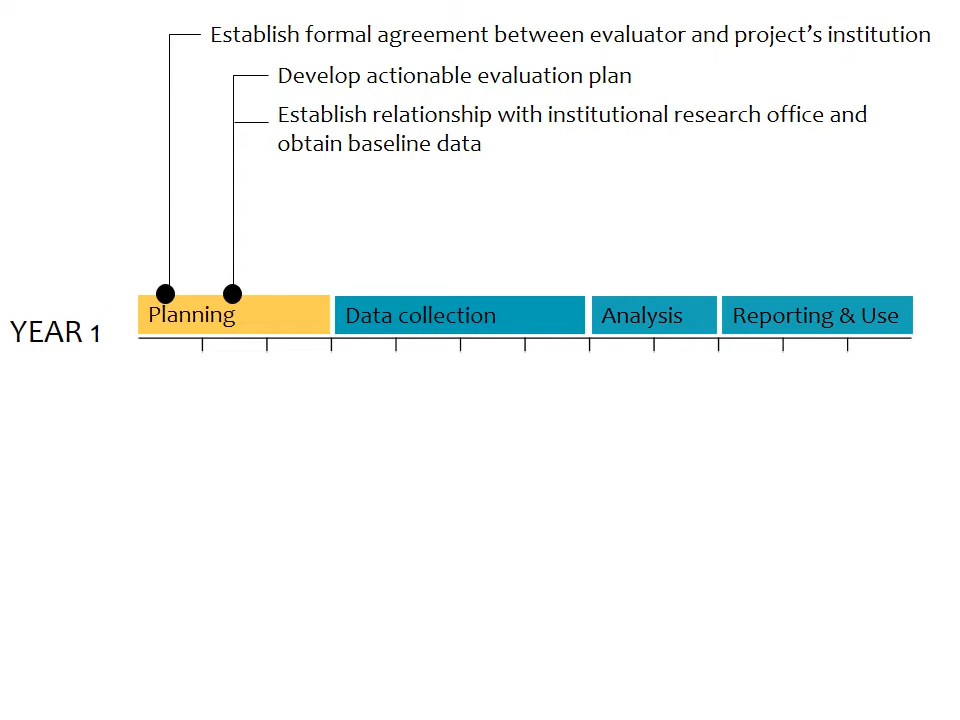 Establish formal agreement between evaluator and project’s institution
Develop actionable evaluation plan
Establish relationship with institutional research office and
obtain baseline data
YEAR 1
Planning
Data collection
Analysis
Reporting & Use